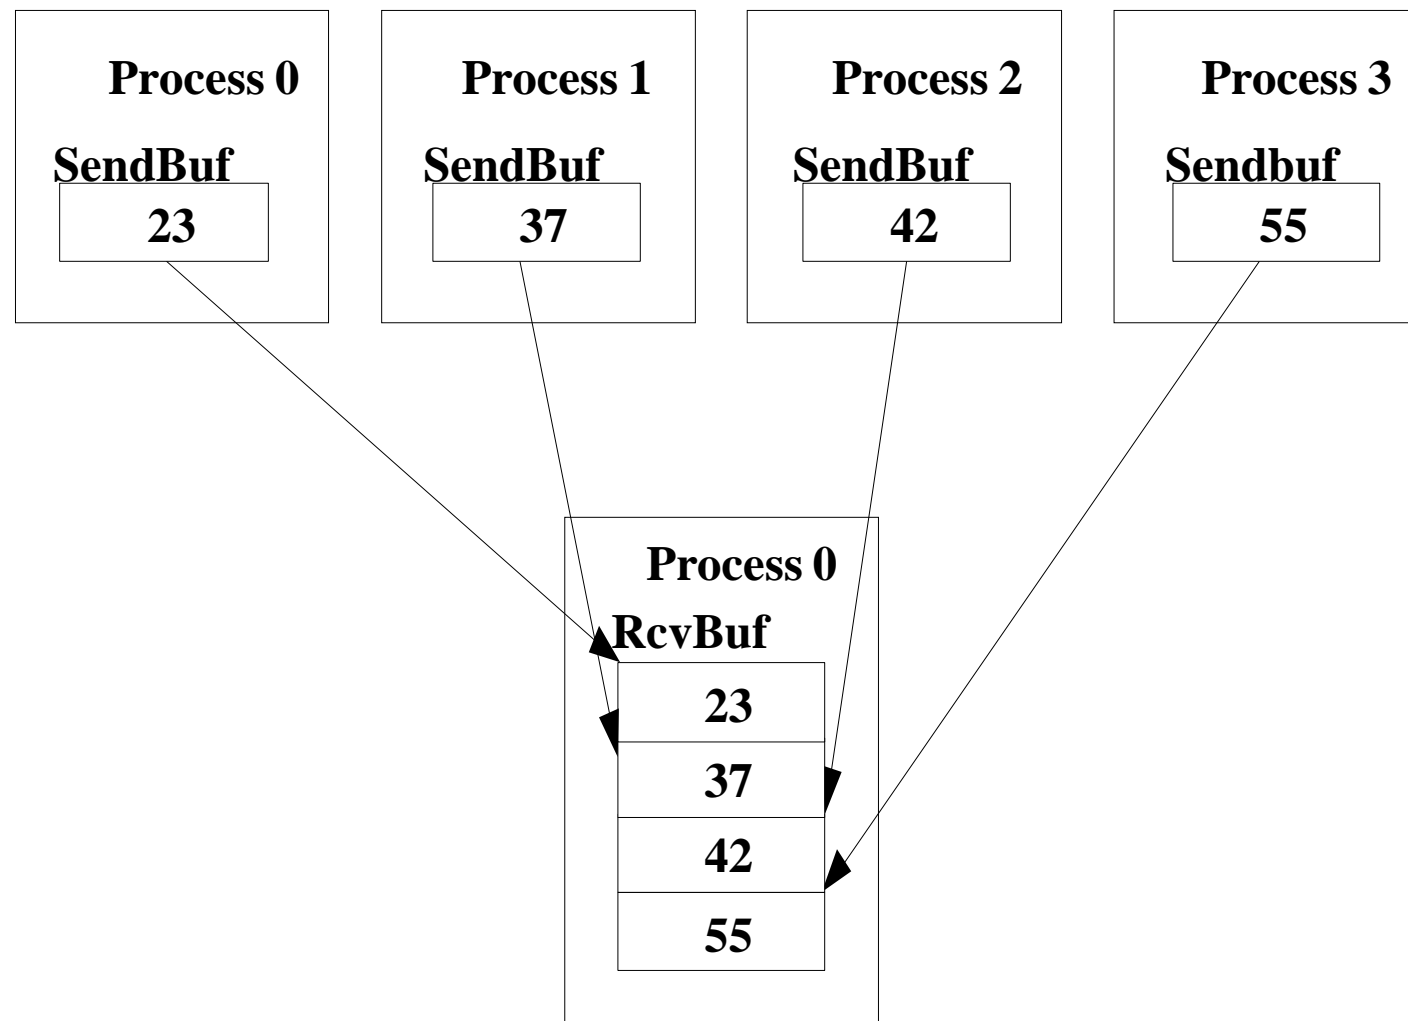 Process 0
Process 1
Process 2
Process 3
SendBuf
SendBuf
SendBuf
Sendbuf
23
37
42
55
Process 0
RcvBuf
23
37
42
55